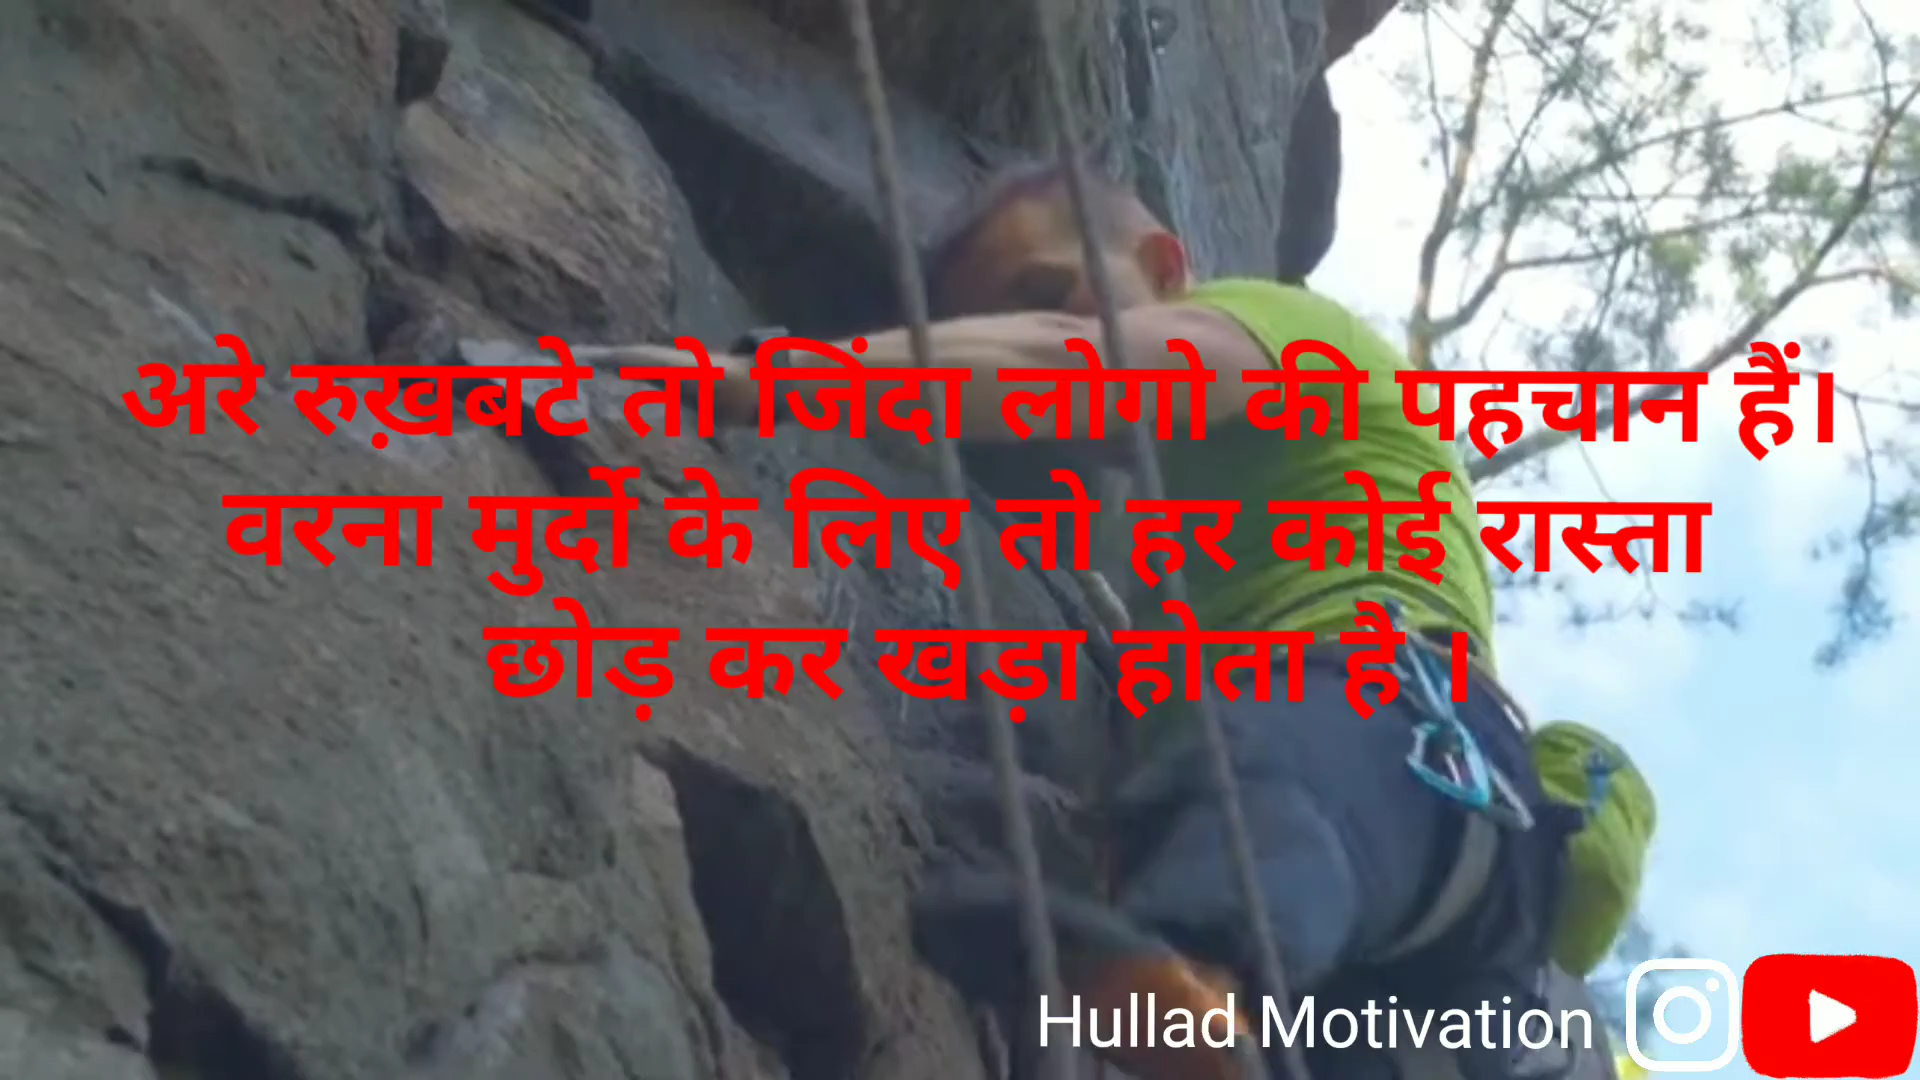 अरे रुख़बटे तो जिंदा लोगो की पहचान हैं।
वरना मुर्दो के लिए तो हर कोई रास्ता
छोड़ कर खड़ा होता है ।
Hullad Motivation